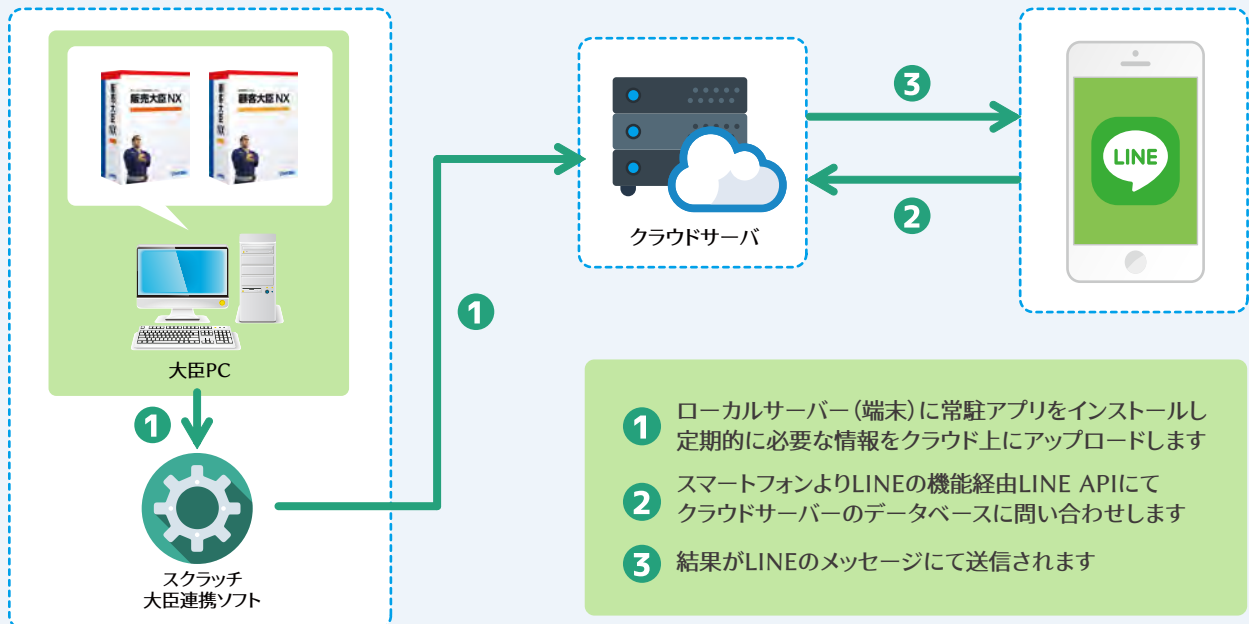 販売大臣NX
顧客大臣NX
大臣PC
1
スクラッチ
大臣連携ソフト
1
クラウドサーバ
3
2
LINE
1 ローカルサーバー（端末）に常駐アプリをインストールし
定期的に必要な情報をクラウド上にアップロードします
2 スマートフォンよりLINEの機能経由LINE APIにて
クラウドサーバーのデータベースに問い合わせします
3 結果がLINEのメッセージにて送信されます